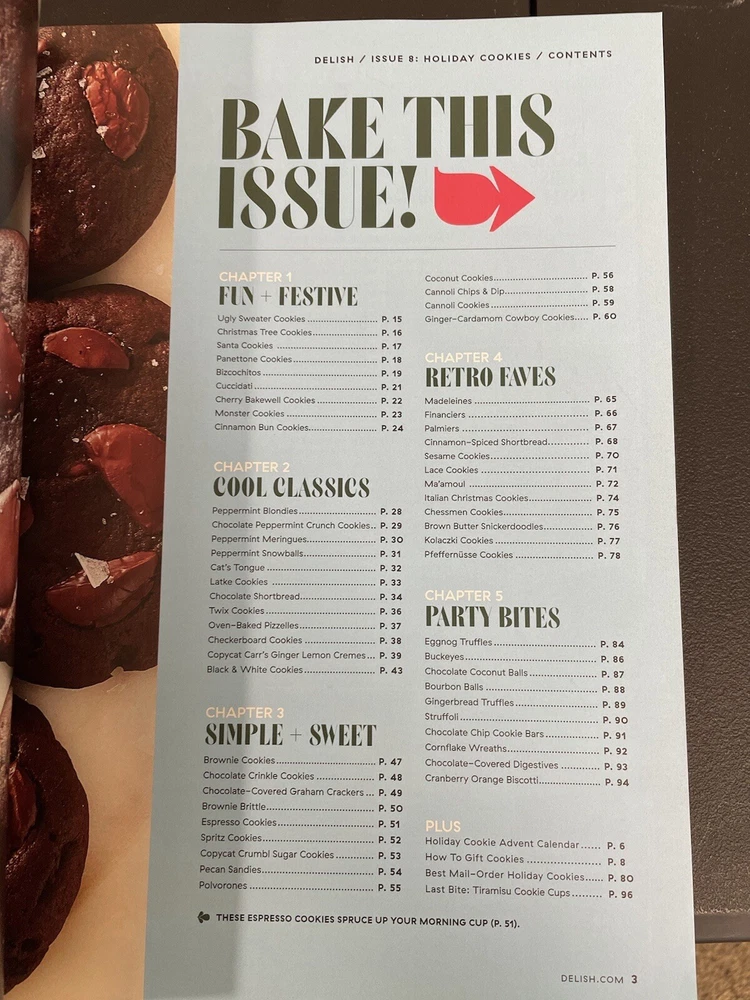 DELISH / ISSUE 8: HOLIDAY COOKIES / CONTENTS
BAKE THIS
ISSUE!
CHAPTER 1
FUN + FESTIVE
Ugly Sweater Cookies........................ P. 15
Christmas Tree Cookies...................... P. 16
Santa Cookies .................................. P. 17
Panettone Cookies............................ P. 18
Bizcochitos....................................... P. 19
Cuccidati.......................................... P. 21
Cherry Bakewell Cookies .................... P. 22
Monster Cookies ............................... P. 23
Cinnamon Bun Cookies....................... P. 24
CHAPTER 2
COOL CLASSICS
Peppermint Blondies.......................... P. 28
Chocolate Peppermint Crunch Cookies.. P. 29
Peppermint Meringues........................ P. 30
Peppermint Snowballs........................ P. 31
Cat's Tongue .................................... P. 32
Latke Cookies ................................... P. 33
Chocolate Shortbread......................... P. 34
Twix Cookies..................................... P. 36
Oven-Baked Pizzelles......................... P. 37
Checkerboard Cookies ....................... P. 38
Copycat Carr's Ginger Lemon Cremes... P. 39
Black & White Cookies........................ P. 43
CHAPTER 3
SIMPLE + SWEET
Brownie Cookies................................ P. 47
Chocolate Crinkle Cookies .................. P. 48
Chocolate-Covered Graham Crackers ... P. 49
Brownie Brittle................................... P. 50
Espresso Cookies............................... P. 51
Spritz Cookies................................... P. 52
Copycat Crumbl Sugar Cookies ............ P. 53
Pecan Sandies................................... P. 54
Polvorones........................................ P. 55
Coconut Cookies............................... P. 56
Cannoli Chips & Dip........................... P. 58
Cannoli Cookies ................................ P. 59
Ginger-Cardamom Cowboy Cookies..... P. 60
CHAPTER 4
RETRO FAVES
Madeleines ...................................... P. 65
Financiers ........................................ P. 66
Palmiers .......................................... P. 67
Cinnamon-Spiced Shortbread.............. P. 68
Sesame Cookies................................ P. 70
Lace Cookies .................................... P. 71
Ma'amoul ........................................ P. 72
Italian Christmas Cookies.................... P. 74
Chessmen Cookies............................. P. 75
Brown Butter Snickerdoodles............... P. 76
Kolaczki Cookies ............................... P. 77
Pfeffernüsse Cookies ......................... P. 78
CHAPTER 5
PARTY BITES
Eggnog Truffles ................................ P. 84
Buckeyes......................................... P. 86
Chocolate Coconut Balls..................... P. 87
Bourbon Balls ................................... P. 88
Gingerbread Truffles.......................... P. 89
Struffoli ........................................... P. 90
Chocolate Chip Cookie Bars................ P. 91
Cornflake Wreaths............................. P. 92
Chocolate-Covered Digestives ............ P. 93
Cranberry Orange Biscotti................... P. 94
PLUS
Holiday Cookie Advent Calendar...... P. 6
How To Gift Cookies ..................... P. 8
Best Mail-Order Holiday Cookies...... P. 80
Last Bite: Tiramisu Cookie Cups......... P. 96
THESE ESPRESSO COOKIES SPRUCE UP YOUR MORNING CUP (P. 51).
DELISH.COM 3